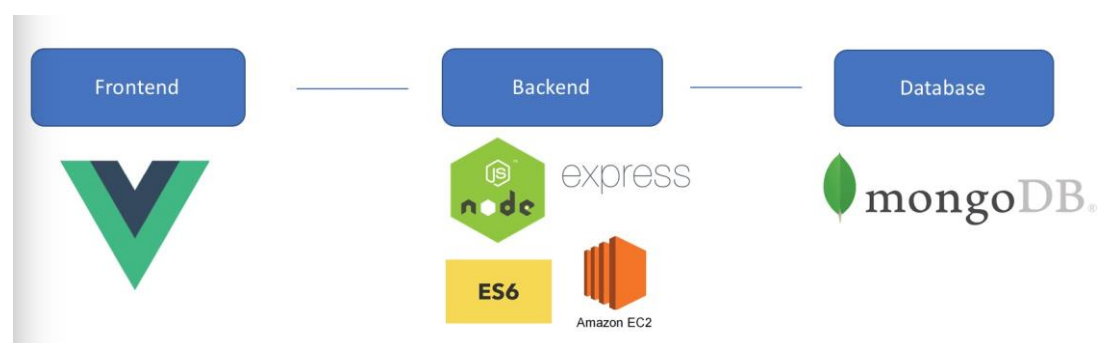 Frontend
Backend
Database
JS
node
express
mongoDB®
ES6
Amazon EC2